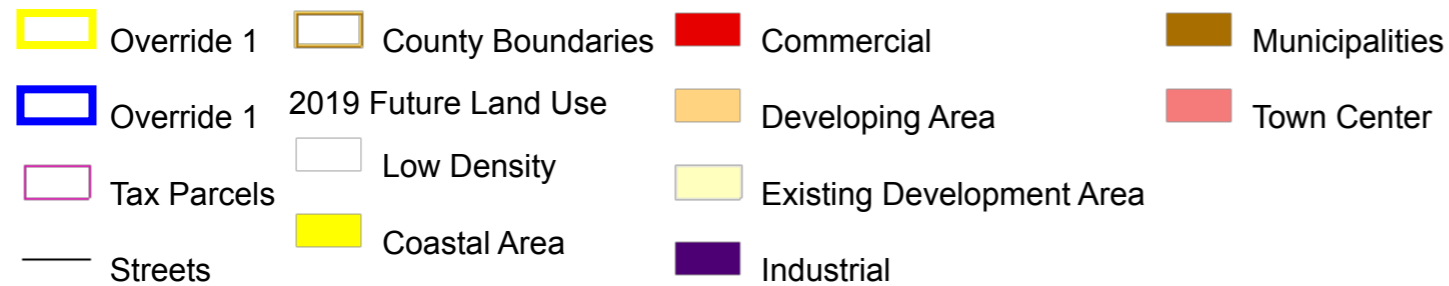 Override 1
Override 1
Tax Parcels
Streets
County Boundaries
2019 Future Land Use
Low Density
Coastal Area
Commercial
Developing Area
Existing Development Area
Industrial
Municipalities
Town Center